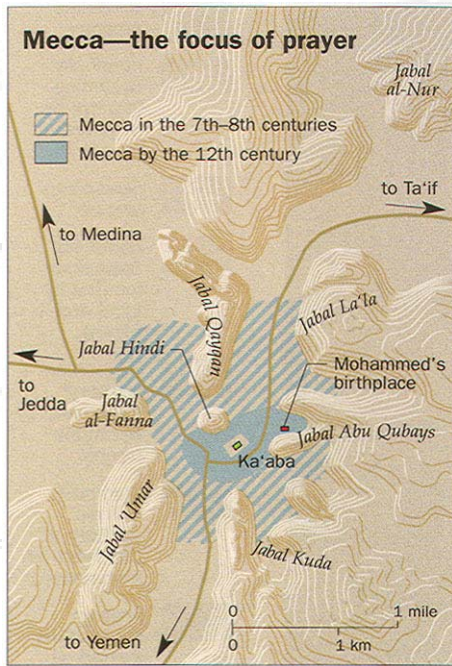 Mecca—the focus of prayer
Jabal
al-Nur
Mecca in the 7th–8th centuries
Mecca by the 12th century
to Ta'if
to Medina
Jabal Qayqan
Jabal La'la
Jabal Hindi
Mohammed's
birthplace
to
Jedda
Jabal
al-Fanna
Jabal Abu Qubays
Ka'aba
Jabal 'Umar
Jabal Kuda
0
1 mile
0
1 km
to Yemen